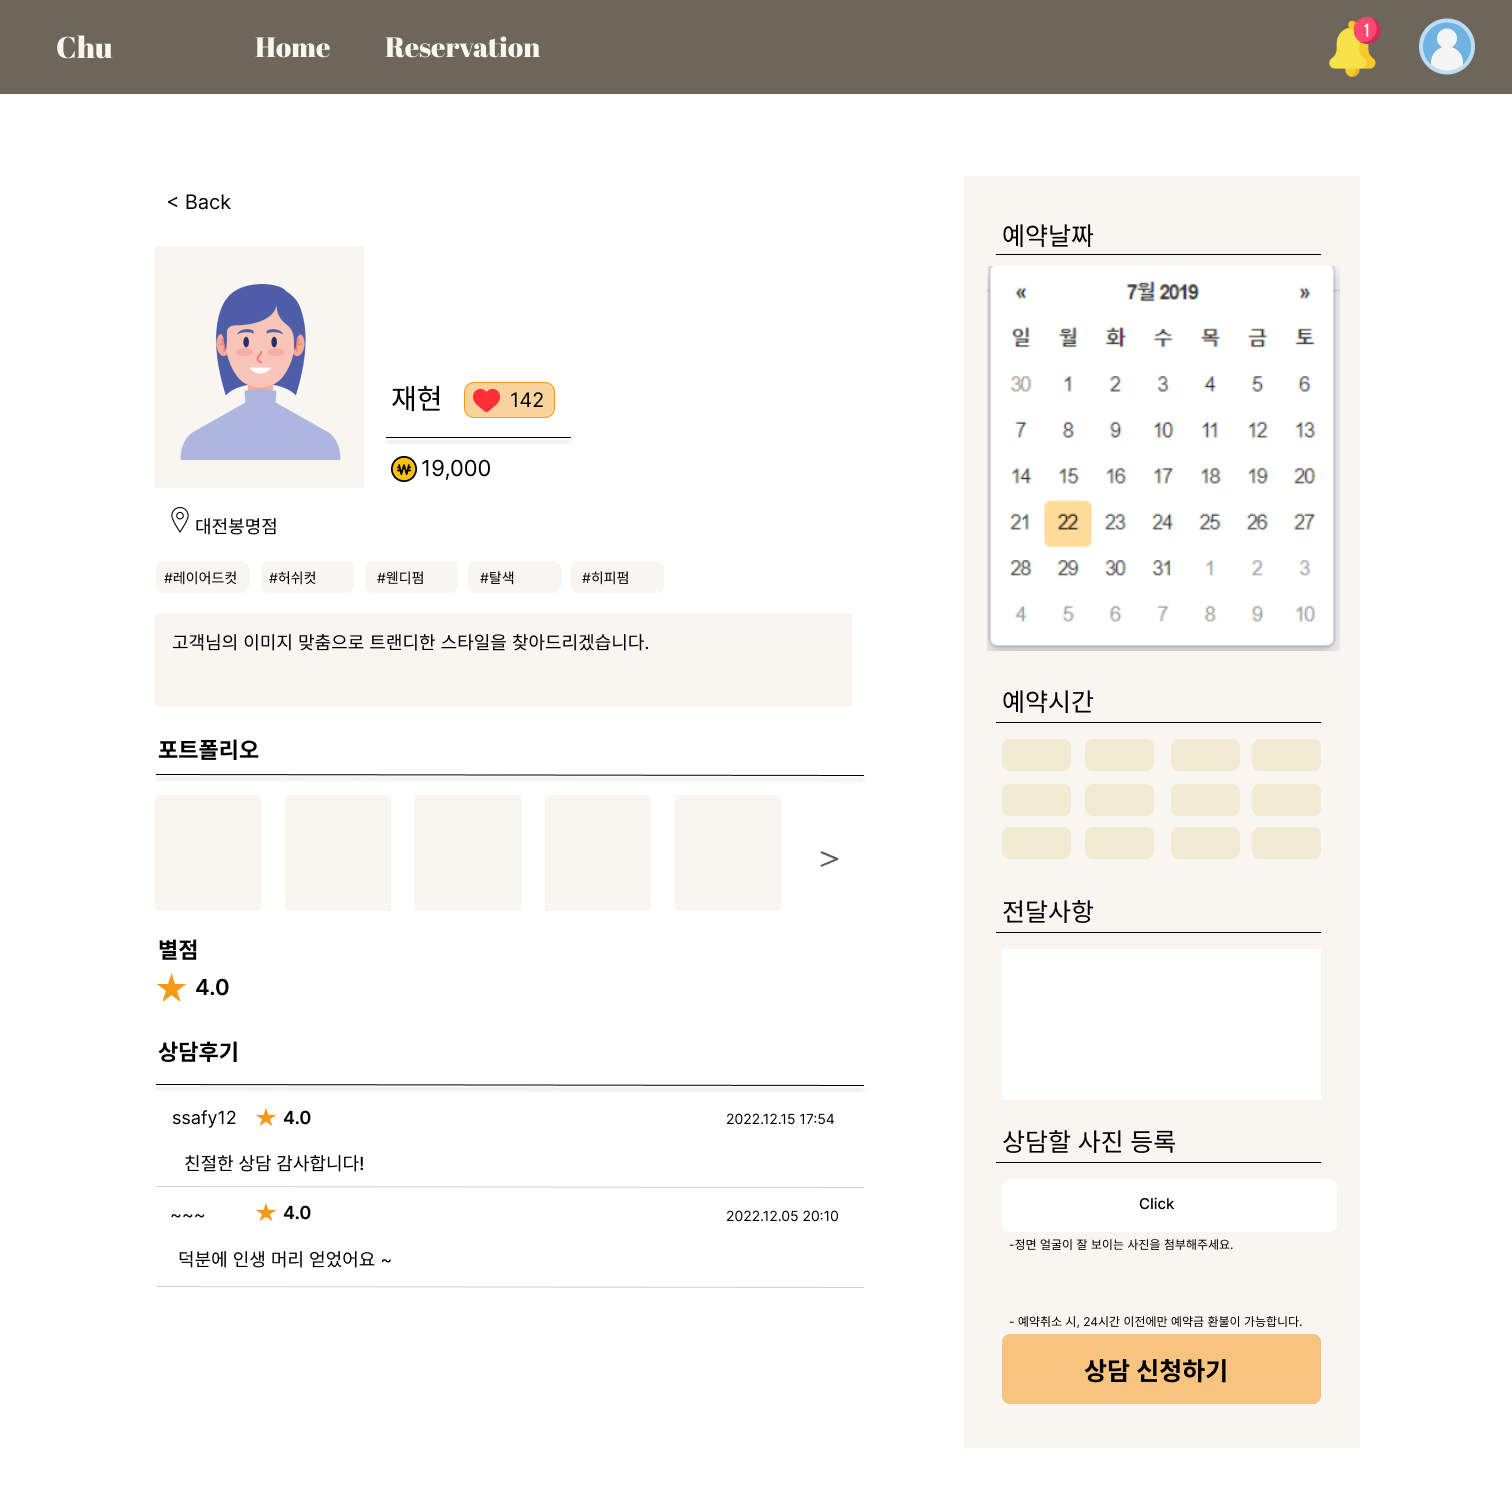 Chu Home Reservation 1
< Back
재현 142
₩ 19,000
대전봉명점
#레이어드컷 #허쉬컷 #웬디펌 #탈색 #히피펌
고객님의 이미지 맞춤으로 트랜디한 스타일을 찾아드리겠습니다.
포트폴리오
>
별점
4.0
상담후기
ssafy12 4.0 2022.12.15 17:54
친절한 상담 감사합니다!
~~~ 4.0 2022.12.05 20:10
덕분에 인생 머리 얻었어요 ~
예약날짜
« 7월 2019 »
일 월 화 수 목 금 토
30 1 2 3 4 5 6
7 8 9 10 11 12 13
14 15 16 17 18 19 20
21 22 23 24 25 26 27
28 29 30 31 1 2 3
4 5 6 7 8 9 10
예약시간
전달사항
상담할 사진 등록
Click
-정면 얼굴이 잘 보이는 사진을 첨부해주세요.
- 예약취소 시, 24시간 이전에만 예약금 환불이 가능합니다.
상담 신청하기